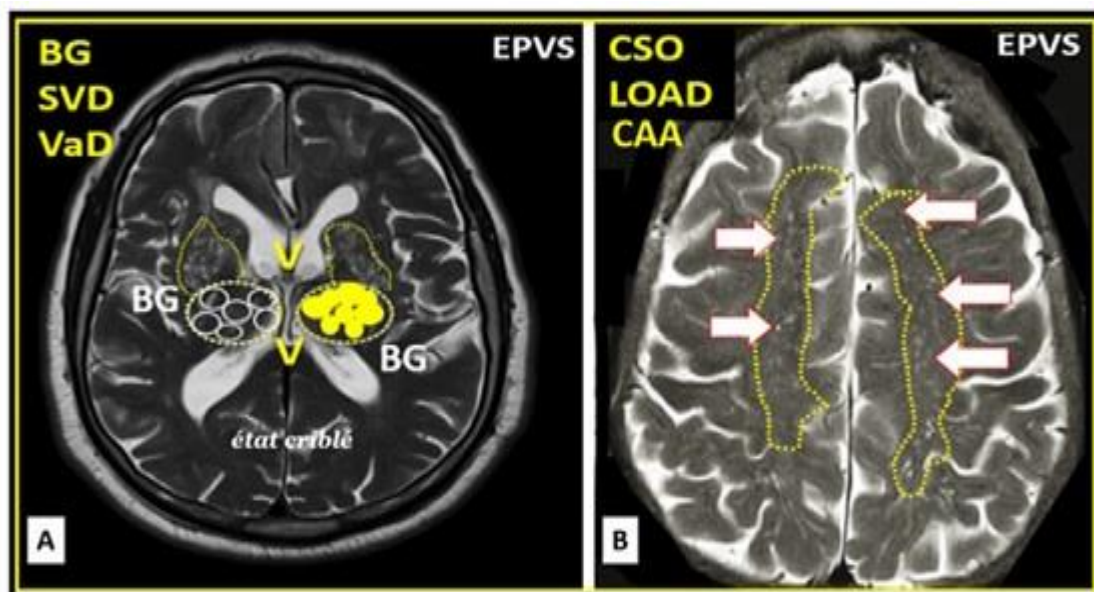 BG
SVD
VaD
EPVS
V
BG
V
BG
état criblé
A
CSO
LOAD
CAA
EPVS
B